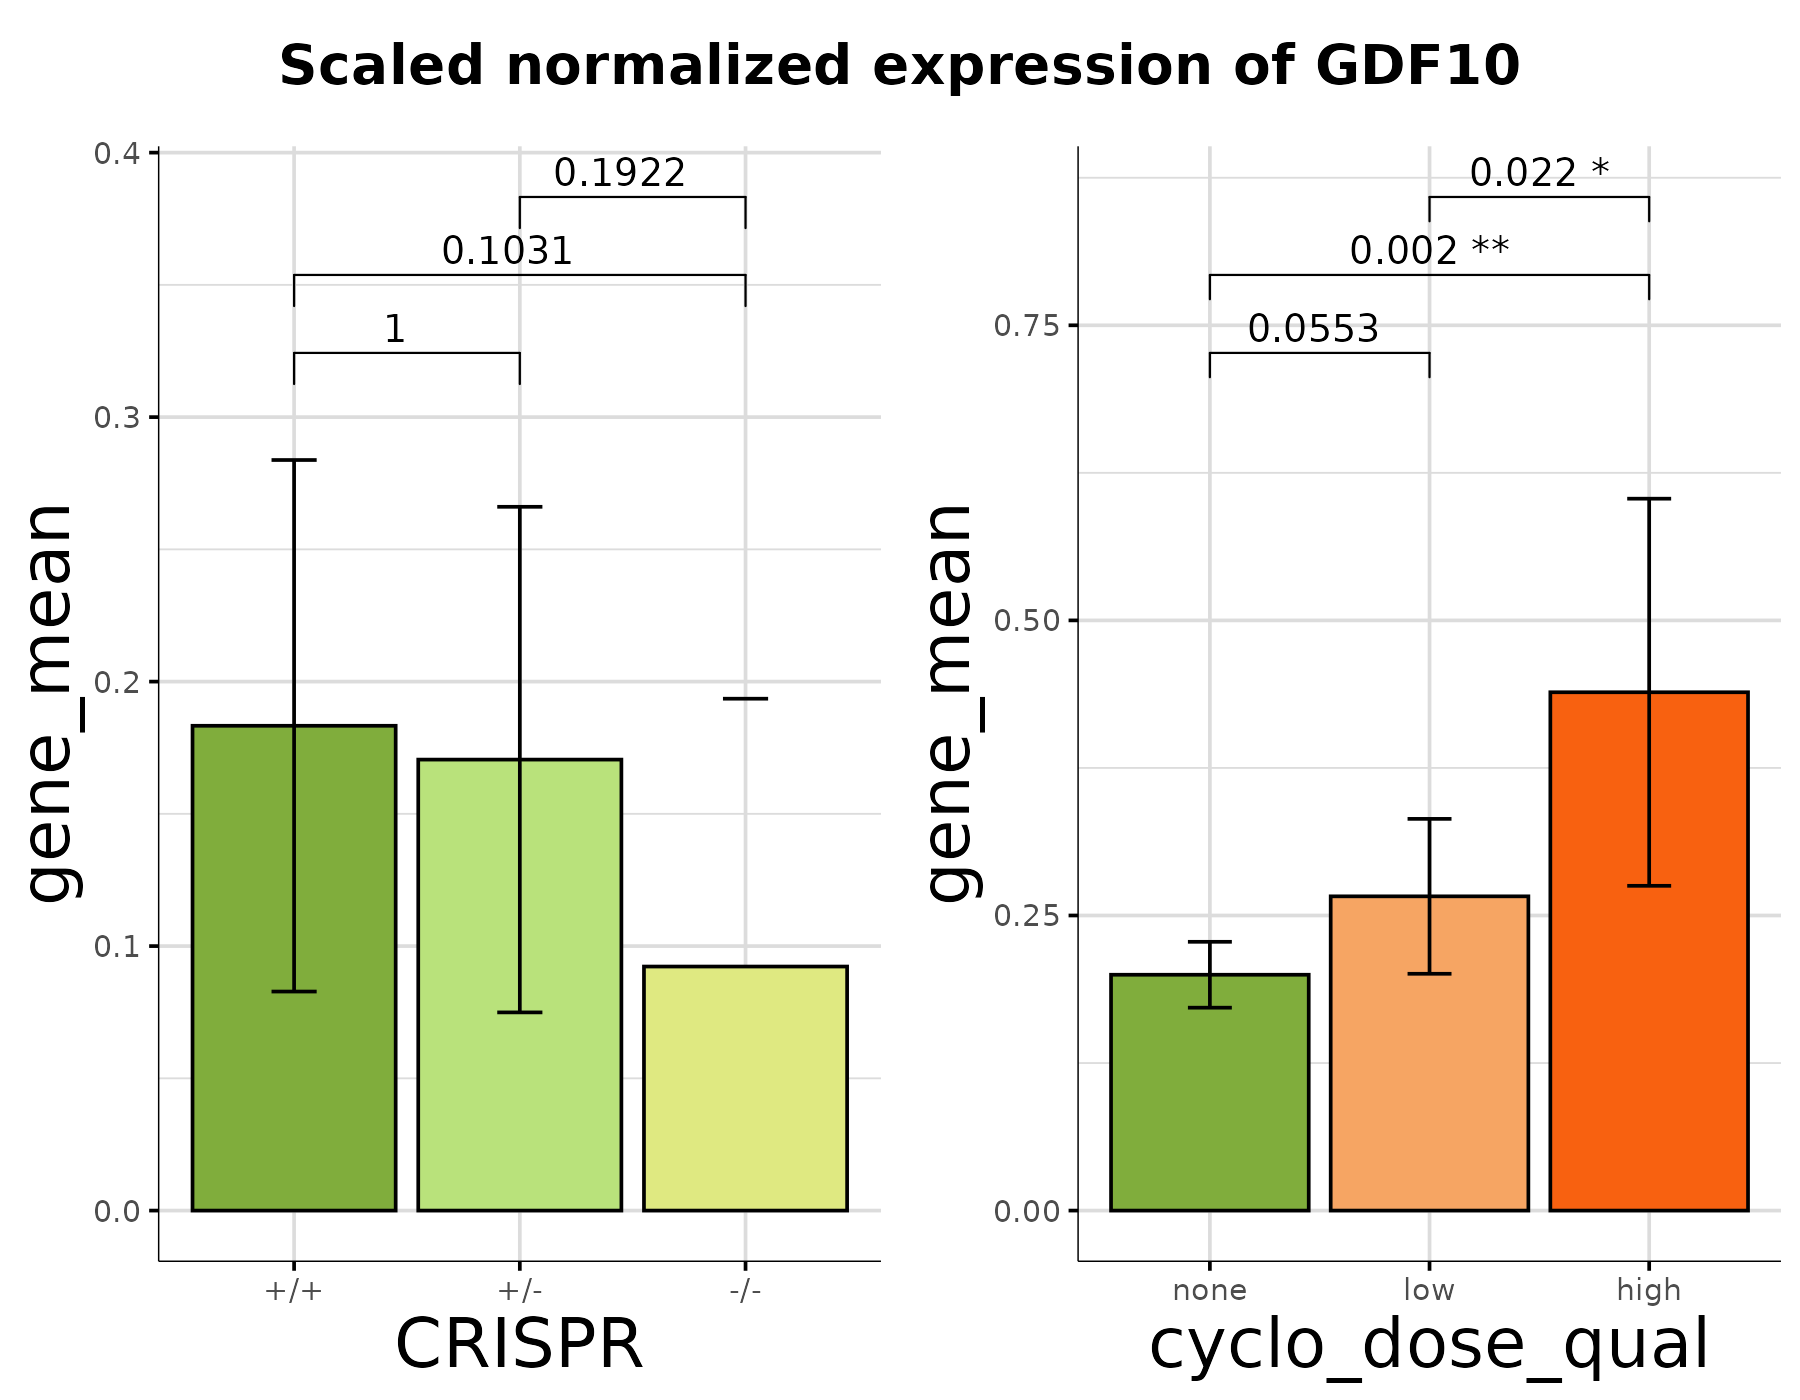 Scaled normalized expression of GDF10
gene_mean
0.4
0.3
0.2
0.1
0.0
0.1922
0.1031
1
+/+
+/-
-/-
CRISPR
gene_mean
0.75
0.50
0.25
0.00
0.022 *
0.002 **
0.0553
none
low
high
cyclo_dose_qual